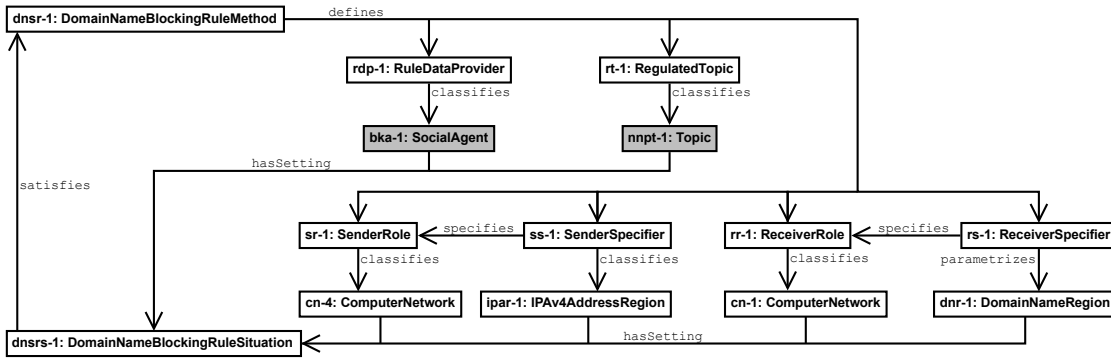 dnsr-1: DomainNameBlockingRuleMethod
defines
rdp-1: RuleDataProvider
rt-1: RegulatedTopic
classifies
classifies
bka-1: SocialAgent
nnpt-1: Topic
hasSetting
satisfies
sr-1: SenderRole
specifies
ss-1: SenderSpecifier
rr-1: ReceiverRole
specifies
rs-1: ReceiverSpecifier
classifies
classifies
classifies
parametrizes
cn-4: ComputerNetwork
ipar-1: IPAv4AddressRegion
cn-1: ComputerNetwork
dnr-1: DomainNameRegion
hasSetting
dnsrs-1: DomainNameBlockingRuleSituation